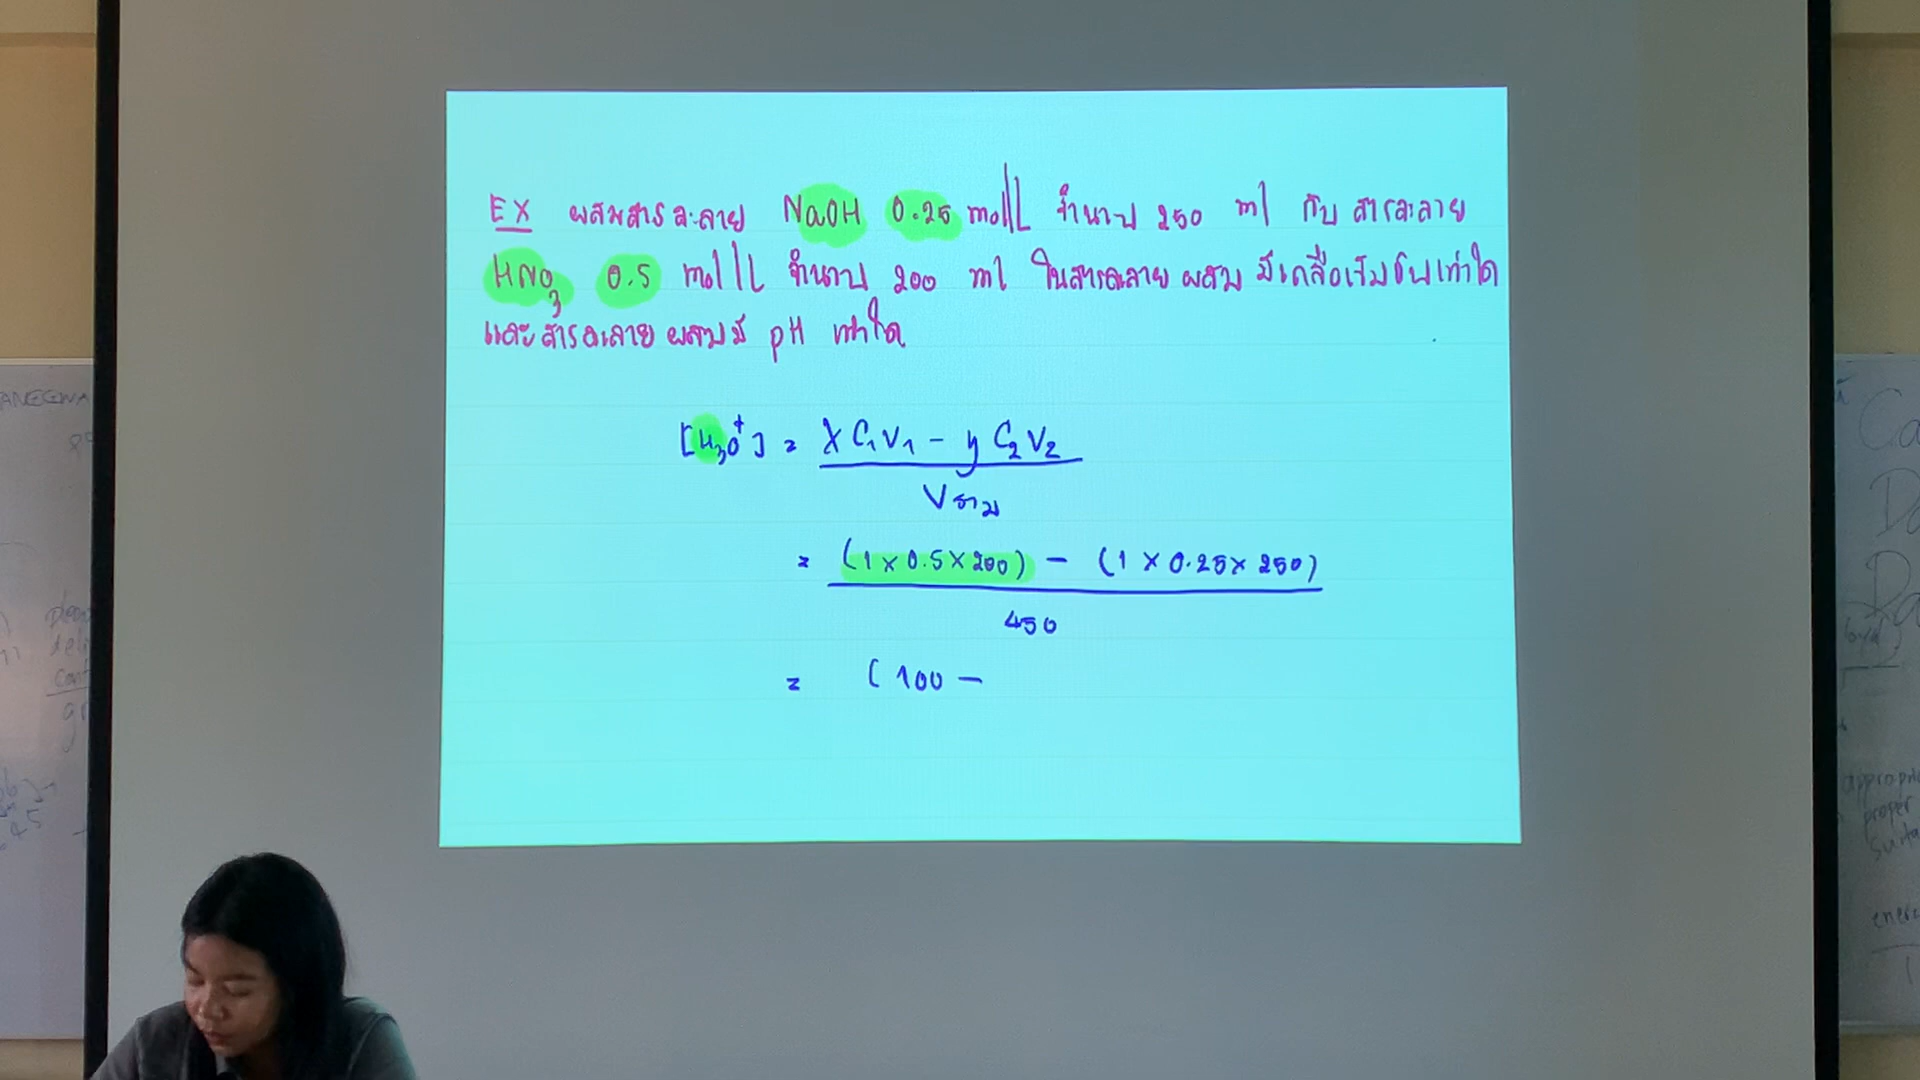 EX ผสมสารละลาย NaOH 0.25 mol/L จำนวน 250 ml กับ สารละลาย
HNO3 0.5 mol/L จำนวน 200 ml ในสารละลายผสม มีเกลือเข้มข้นเท่าใด
และสารละลายผสมมี pH เท่าใด
[H3O+] = x C1V1 - y C2V2
Vรวม
= (1 × 0.5 × 200) - (1 × 0.25 × 250)
450
= (100 -